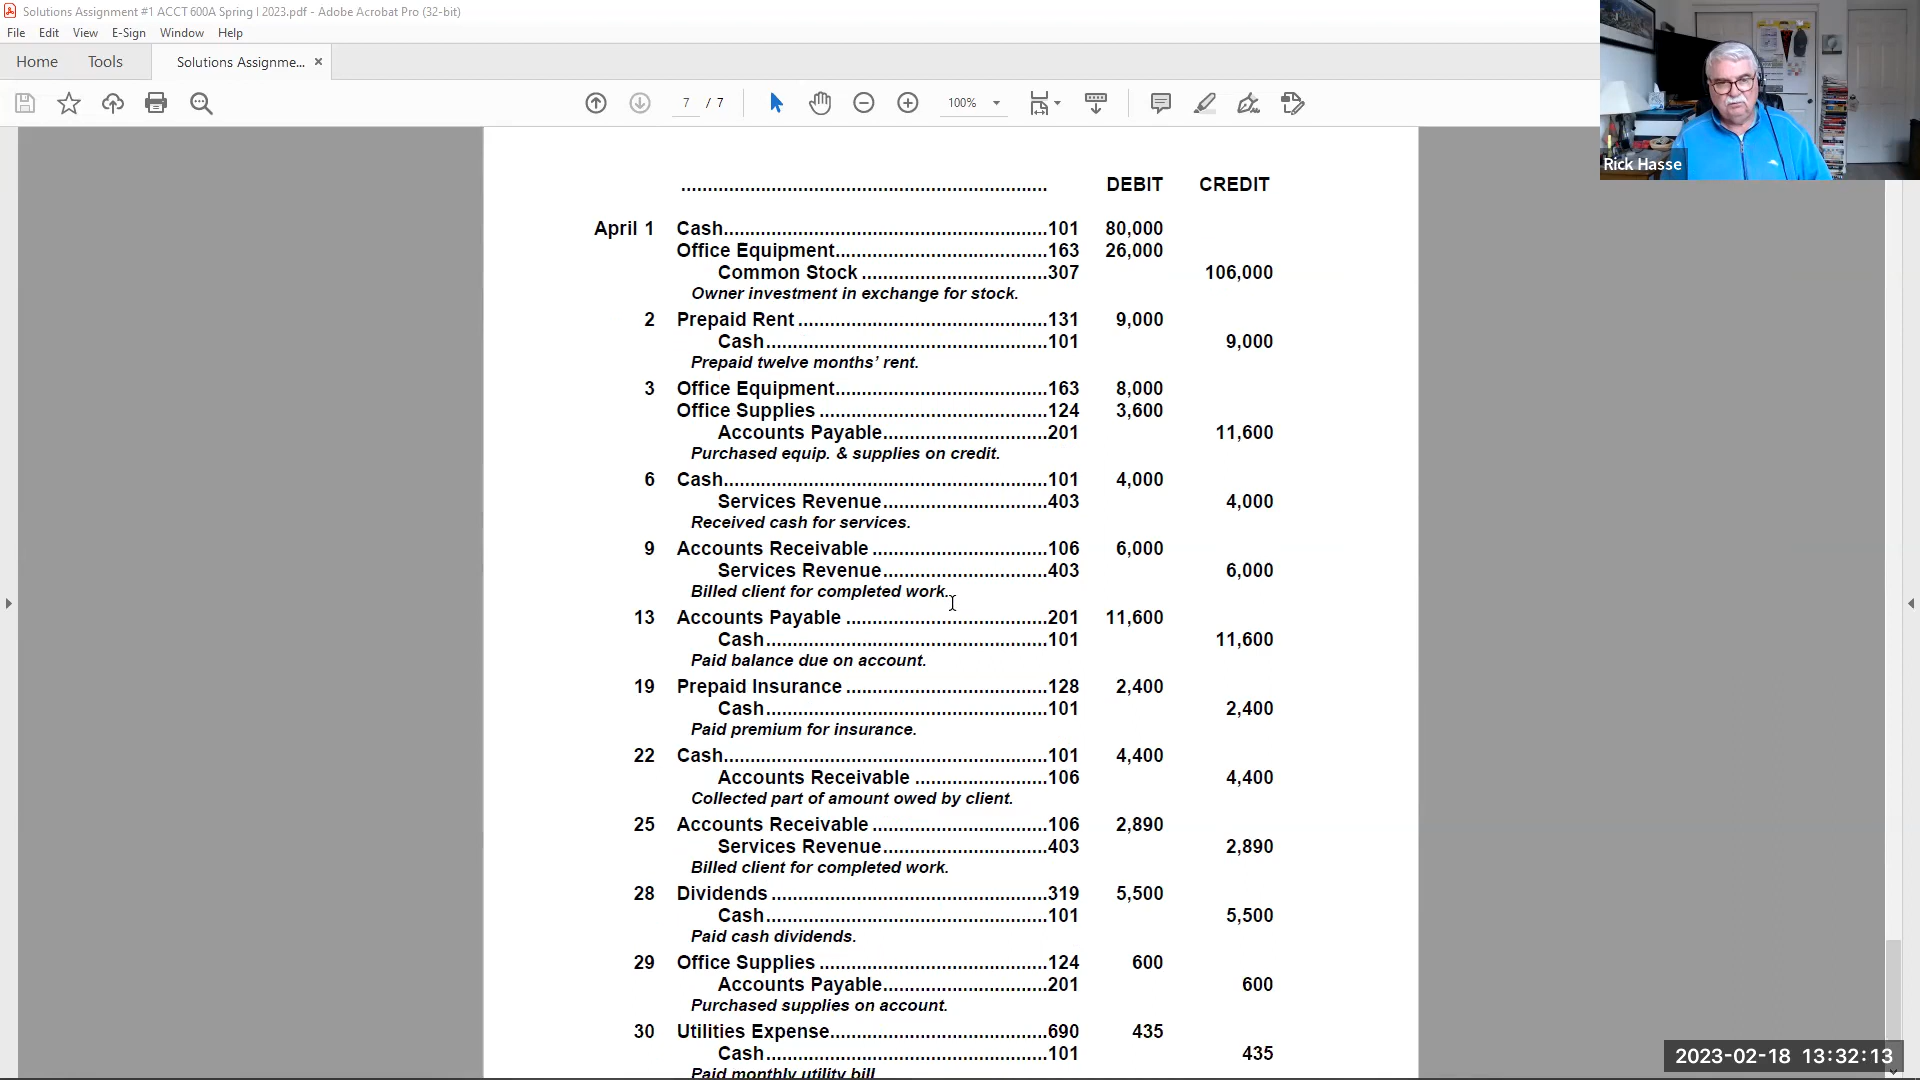 Solutions Assignment #1 ACCT 600A Spring I 2023.pdf - Adobe Acrobat Pro (32-bit)
File Edit View E-Sign Window Help
Home Tools Solutions Assignme... ×
7 / 7 100%
Rick Hasse
.................................................................... DEBIT CREDIT
April 1 Cash.............................................................101 80,000
Office Equipment........................................163 26,000
Common Stock ...................................307 106,000
Owner investment in exchange for stock.
2 Prepaid Rent ...............................................131 9,000
Cash.....................................................101 9,000
Prepaid twelve months’ rent.
3 Office Equipment........................................163 8,000
Office Supplies ...........................................124 3,600
Accounts Payable...............................201 11,600
Purchased equip. & supplies on credit.
6 Cash.............................................................101 4,000
Services Revenue...............................403 4,000
Received cash for services.
9 Accounts Receivable .................................106 6,000
Services Revenue...............................403 6,000
Billed client for completed work.
13 Accounts Payable ......................................201 11,600
Cash.....................................................101 11,600
Paid balance due on account.
19 Prepaid Insurance ......................................128 2,400
Cash.....................................................101 2,400
Paid premium for insurance.
22 Cash.............................................................101 4,400
Accounts Receivable .........................106 4,400
Collected part of amount owed by client.
25 Accounts Receivable .................................106 2,890
Services Revenue...............................403 2,890
Billed client for completed work.
28 Dividends ....................................................319 5,500
Cash.....................................................101 5,500
Paid cash dividends.
29 Office Supplies ...........................................124 600
Accounts Payable...............................201 600
Purchased supplies on account.
30 Utilities Expense.........................................690 435
Cash.....................................................101 435
Paid monthly utility bill
2023-02-18 13:32:13